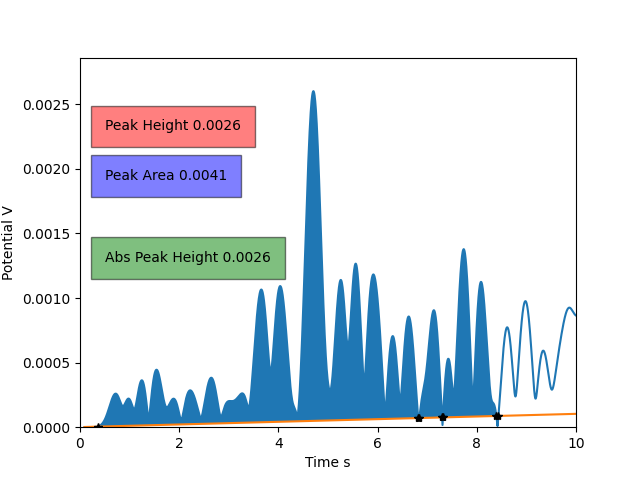 0.0025
0.0020
0.0015
0.0010
0.0005
0.0000
Potential V
Peak Height 0.0026
Peak Area 0.0041
Abs Peak Height 0.0026
0 2 4 6 8 10
Time s